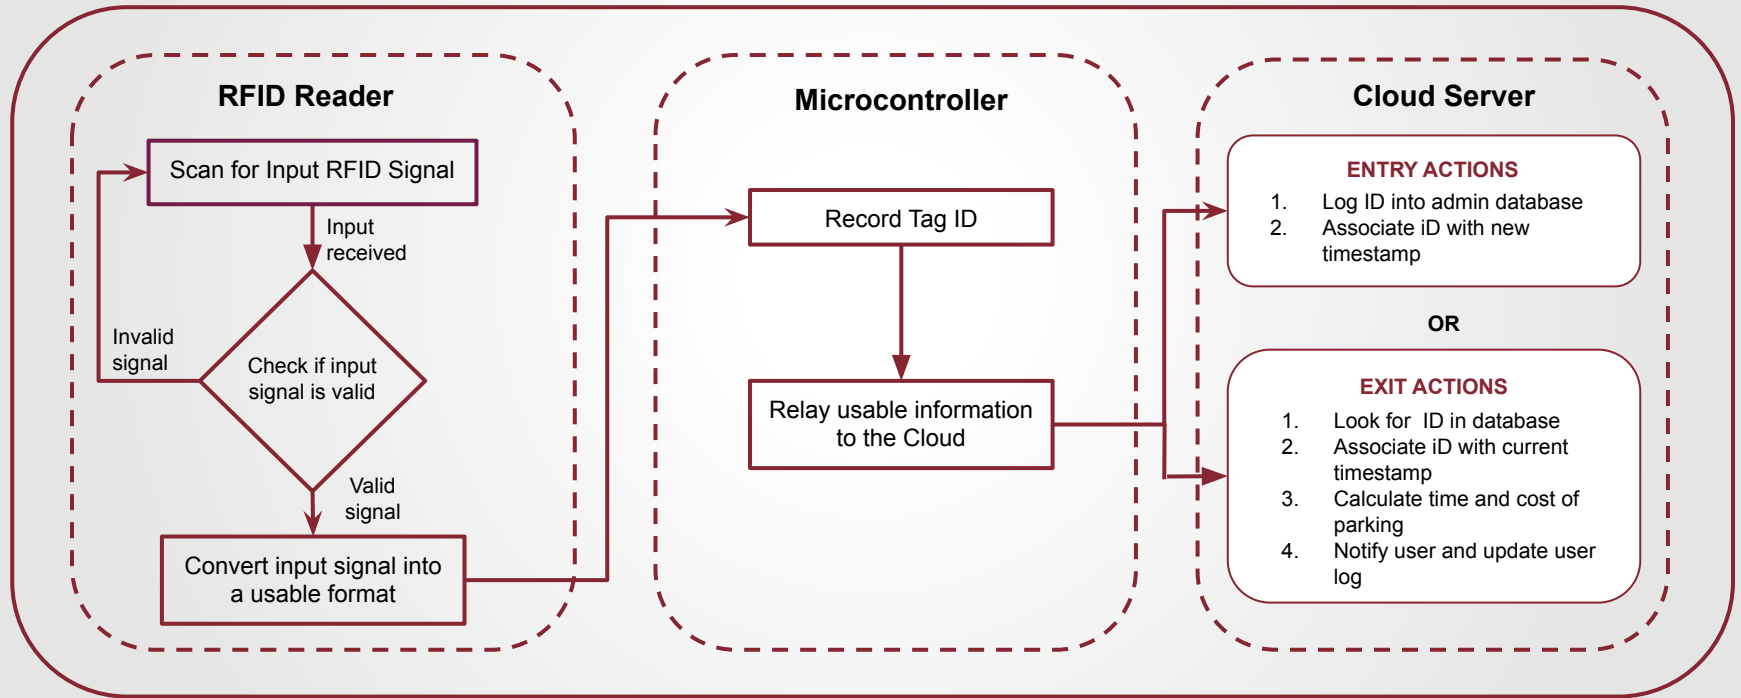 RFID Reader
Scan for Input RFID Signal
Input
received
Invalid
signal
Check if input
signal is valid
Valid
signal
Convert input signal into
a usable format
Microcontroller
Record Tag ID
Relay usable information
to the Cloud
Cloud Server
ENTRY ACTIONS
1. Log ID into admin database
2. Associate iD with new
timestamp
OR
EXIT ACTIONS
1. Look for ID in database
2. Associate iD with current
timestamp
3. Calculate time and cost of
parking
4. Notify user and update user
log